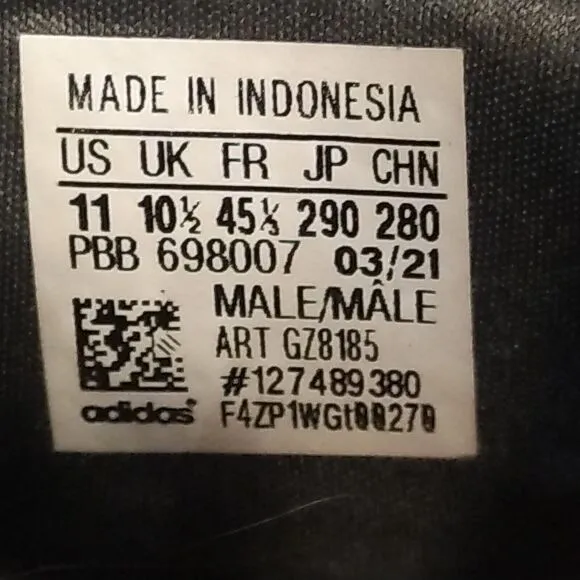 MADE IN INDONESIA
US UK FR JP CHN
11 10½ 45⅓ 290 280
PBB 698007 03/21
MALE/MÂLE
ART GZ8185
#127489380
adidas F4ZP1WGt00270